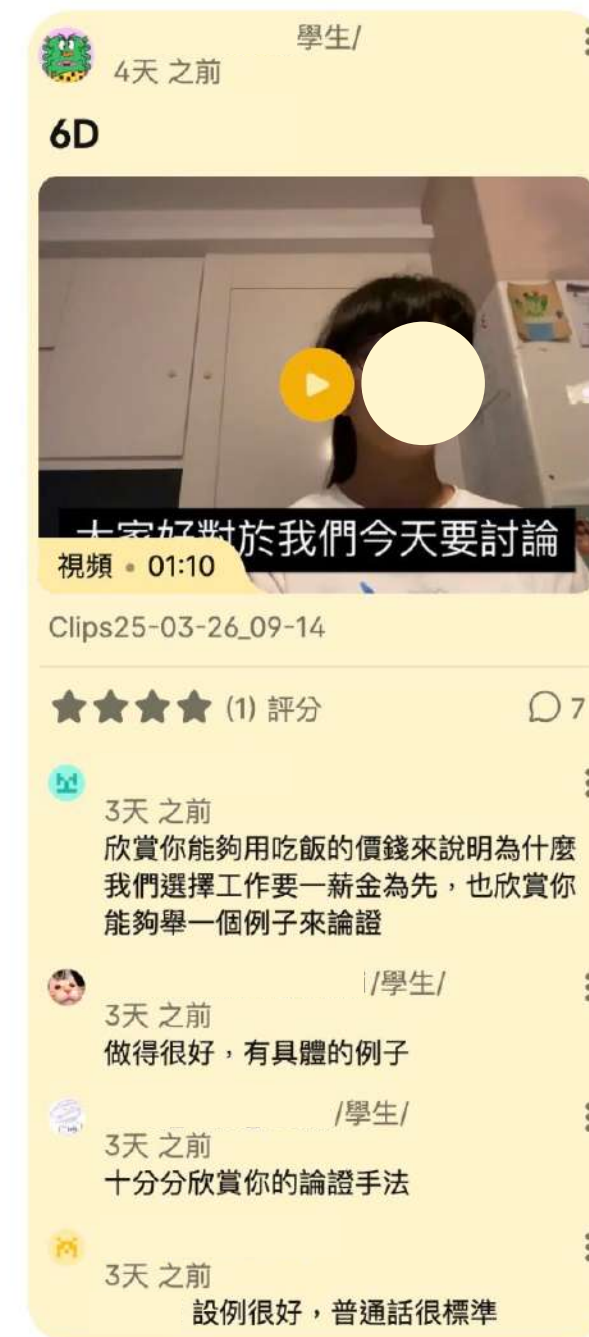 學生/
4天 之前
6D
大家好對於我們今天要討論
視頻 • 01:10
Clips25-03-26_09-14
(1) 評分
7
3天 之前
欣賞你能夠用吃飯的價錢來說明為什麼
我們選擇工作要一薪金為先，也欣賞你
能夠舉一個例子來論證
/學生/
3天 之前
做得很好，有具體的例子
/學生/
3天 之前
十分分欣賞你的論證手法
3天 之前
設例很好，普通話很標準